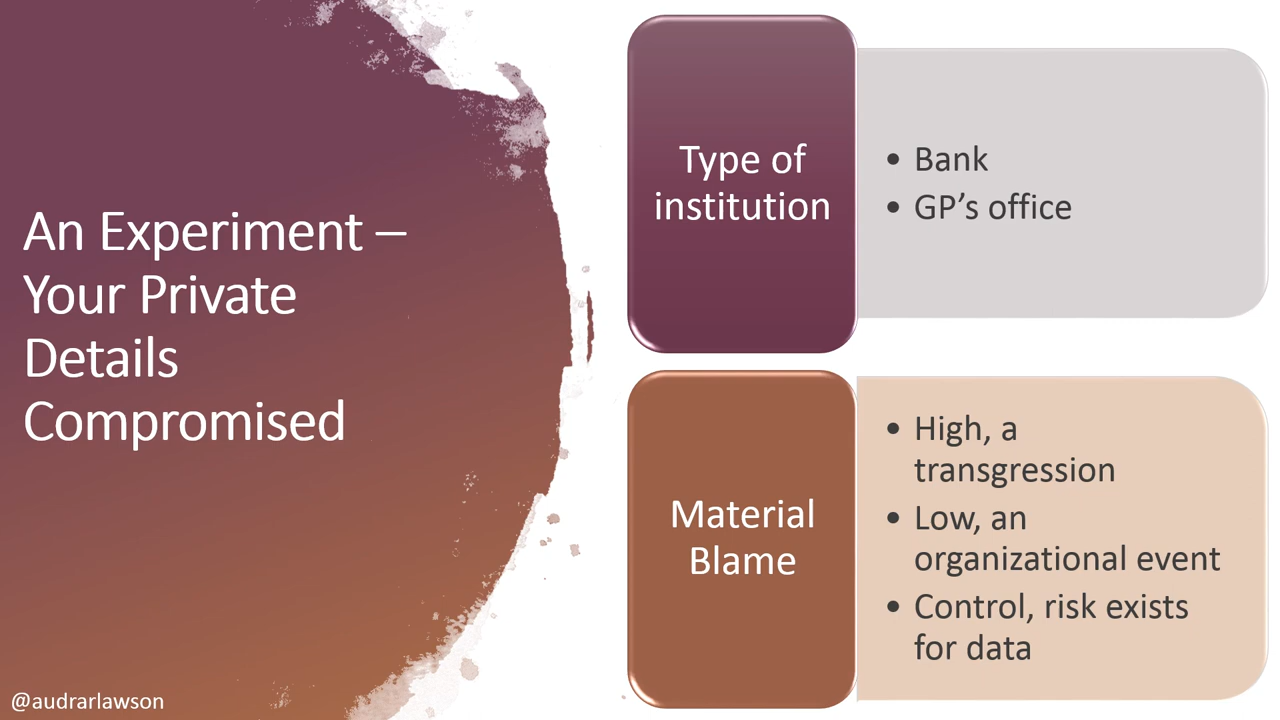 An Experiment –
Your Private
Details
Compromised
@audrarlawson
Type of
institution
• Bank
• GP’s office
Material
Blame
• High, a
transgression
• Low, an
organizational event
• Control, risk exists
for data